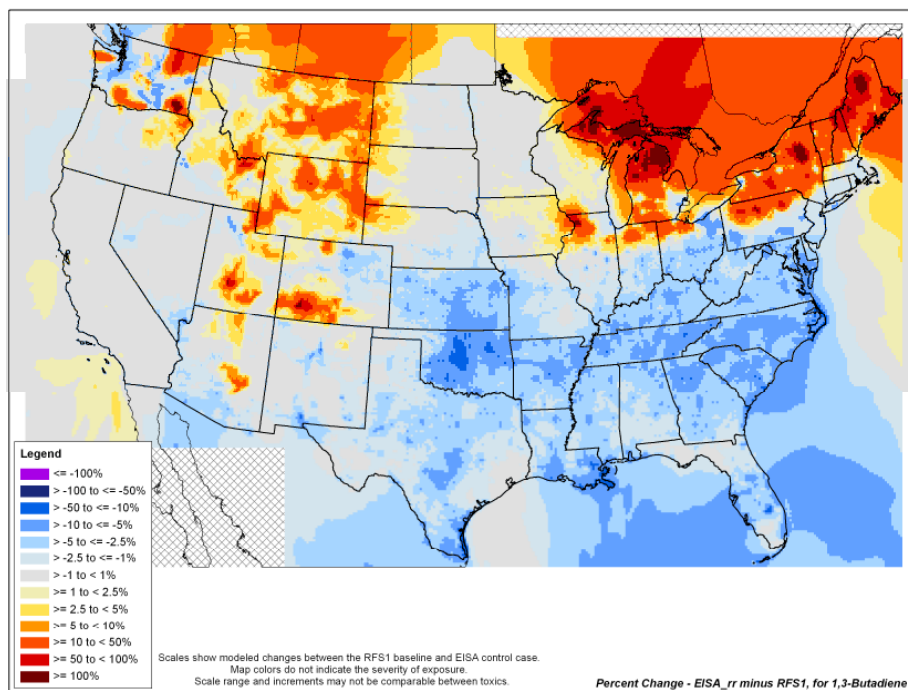 Legend
<= -100%
> -100 to <= -50%
> -50 to <= -10%
> -10 to <= -5%
> -5 to <= -2.5%
> -2.5 to <= -1%
> -1 to < 1%
>= 1 to < 2.5%
>= 2.5 to < 5%
>= 5 to < 10%
>= 10 to < 50%
>= 50 to < 100%
>= 100%
Scales show modeled changes between the RFS1 baseline and EISA control case.
Map colors do not indicate the severity of exposure.
Scale range and increments may not be comparable between toxics.
Percent Change - EISA_rr minus RFS1, for 1,3-Butadiene